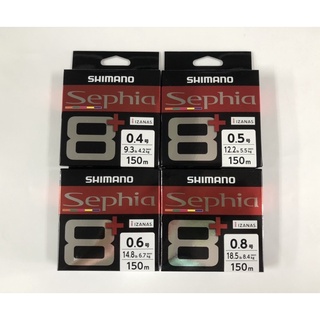 SHIMANO
Sephia
8+
IZANAS
0.4号
9.3lb 4.2kg
150m
SHIMANO
Sephia
8+
IZANAS
0.5号
12.2lb 5.5kg
150m
SHIMANO
Sephia
8+
IZANAS
0.6号
14.8lb 6.7kg
150m
SHIMANO
Sephia
8+
IZANAS
0.8号
18.5lb 8.4kg
150m